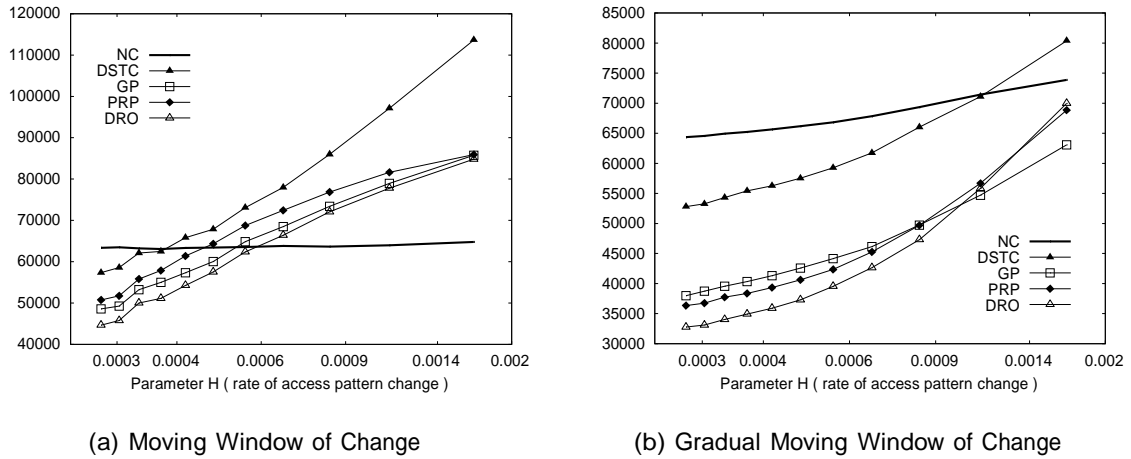 120000
110000
100000
90000
80000
70000
60000
50000
40000
NC
DSTC
GP
PRP
DRO
0.0003 0.0004 0.0006 0.0009 0.0014 0.002
Parameter H ( rate of access pattern change )
(a) Moving Window of Change
85000
80000
75000
70000
65000
60000
55000
50000
45000
40000
35000
30000
NC
DSTC
GP
PRP
DRO
0.0003 0.0004 0.0006 0.0009 0.0014 0.002
Parameter H ( rate of access pattern change )
(b) Gradual Moving Window of Change